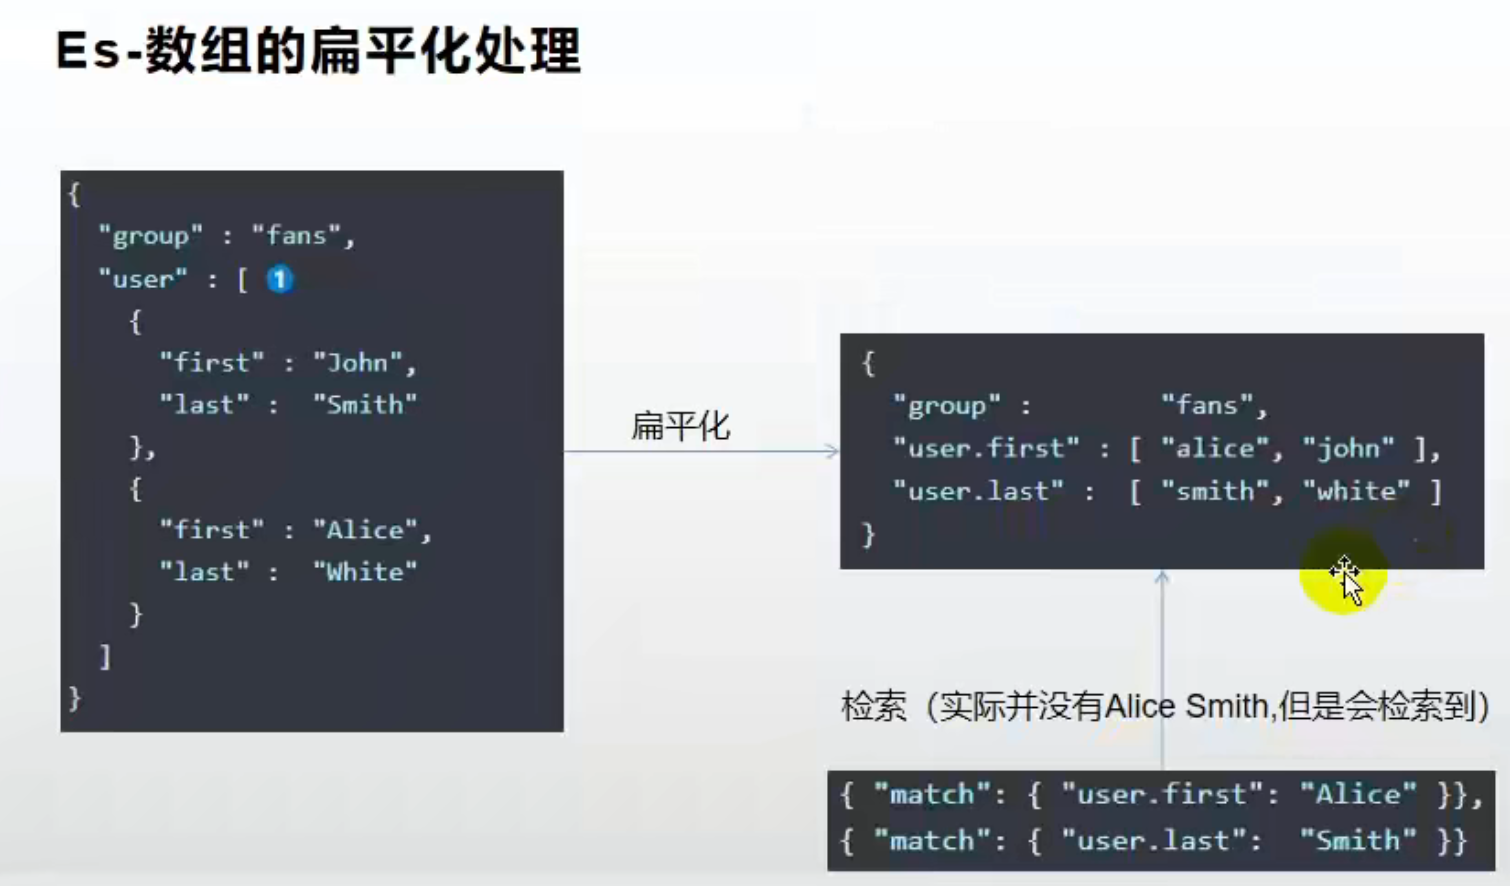 Es-数组的扁平化处理
{
"group" : "fans",
"user" : [ 1
{
"first" : "John",
"last" : "Smith"
},
{
"first" : "Alice",
"last" : "White"
}
]
}
扁平化
{
"group" : "fans",
"user.first" : [ "alice", "john" ],
"user.last" : [ "smith", "white" ]
}
检索（实际并没有Alice Smith,但是会检索到）
{ "match": { "user.first": "Alice" }},
{ "match": { "user.last": "Smith" }}